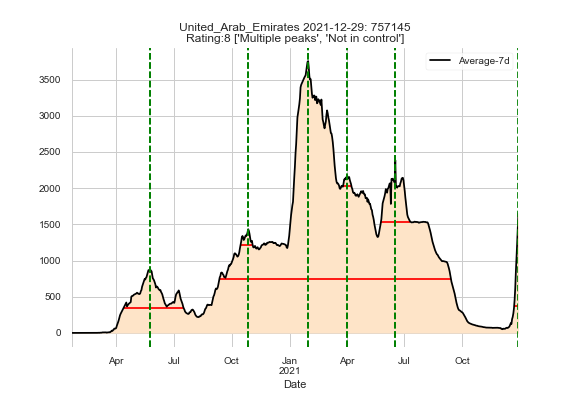 United_Arab_Emirates 2021-12-29: 757145
Rating:8 ['Multiple peaks', 'Not in control']
Average-7d
3500
3000
2500
2000
1500
1000
500
0
Apr Jul Oct Jan Apr Jul Oct
2021
Date